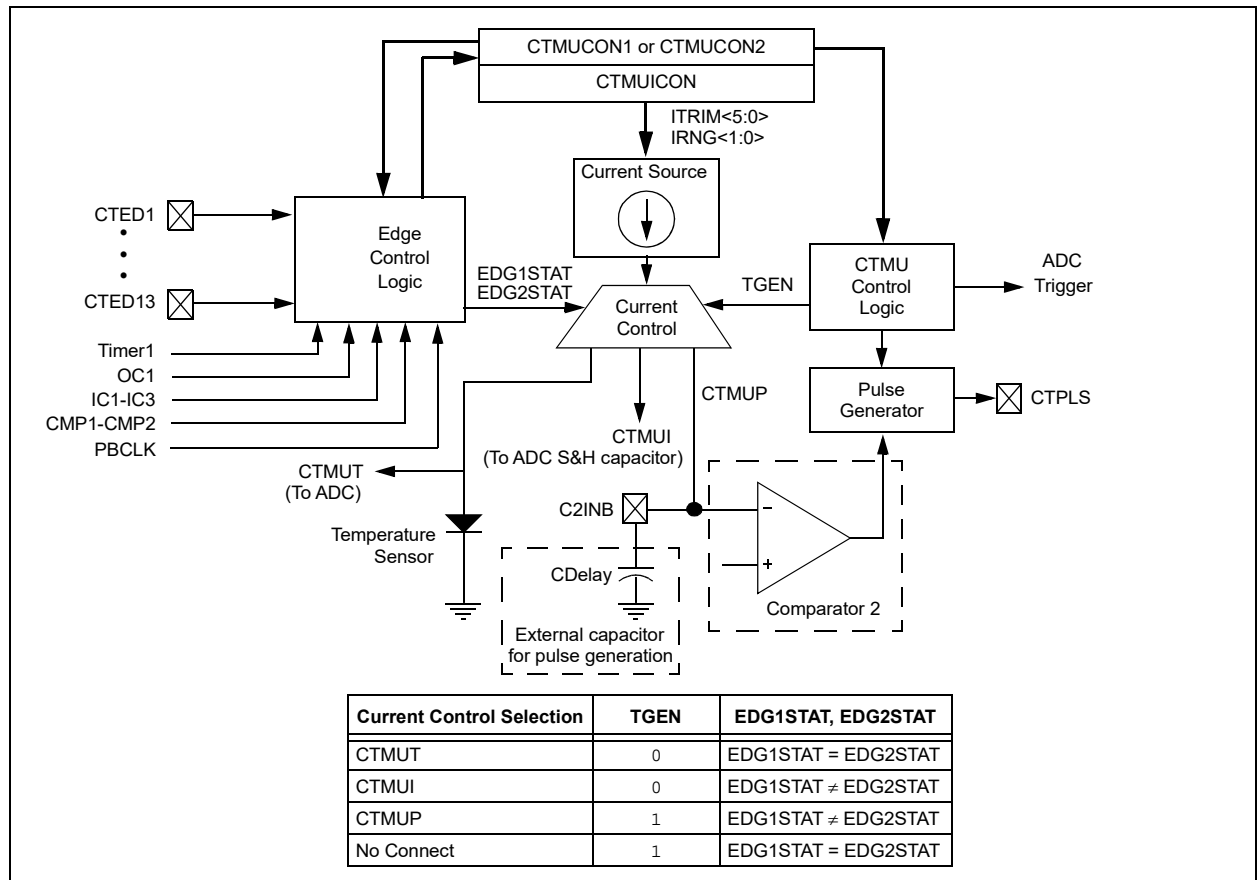 CTMUCON1 or CTMUCON2
CTMUICON
ITRIM<5:0>
IRNG<1:0>
Current Source
CTED1
CTED13
Edge
Control
Logic
EDG1STAT
EDG2STAT
Current
Control
TGEN
CTMU
Control
Logic
ADC
Trigger
Timer1
OC1
IC1-IC3
CMP1-CMP2
PBCLK
CTMUP
Pulse
Generator
CTPLS
CTMUT
(To ADC)
CTMUI
(To ADC S&H capacitor)
C2INB
Temperature
Sensor
CDelay
External capacitor
for pulse generation
−
+
Comparator 2
Current Control Selection TGEN EDG1STAT, EDG2STAT
CTMUT 0 EDG1STAT = EDG2STAT
CTMUI 0 EDG1STAT ≠ EDG2STAT
CTMUP 1 EDG1STAT ≠ EDG2STAT
No Connect 1 EDG1STAT = EDG2STAT